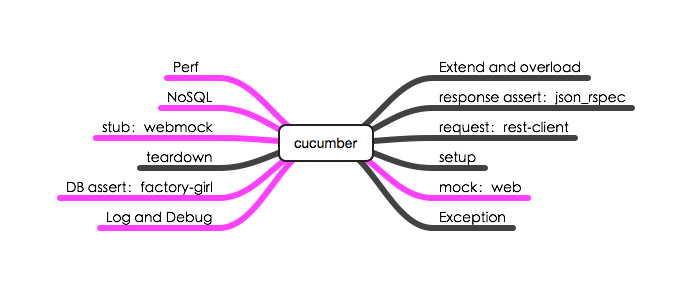 Perf
NoSQL
stub：webmock
teardown
DB assert：factory-girl
Log and Debug
cucumber
Extend and overload
response assert：json_rspec
request：rest-client
setup
mock：web
Exception